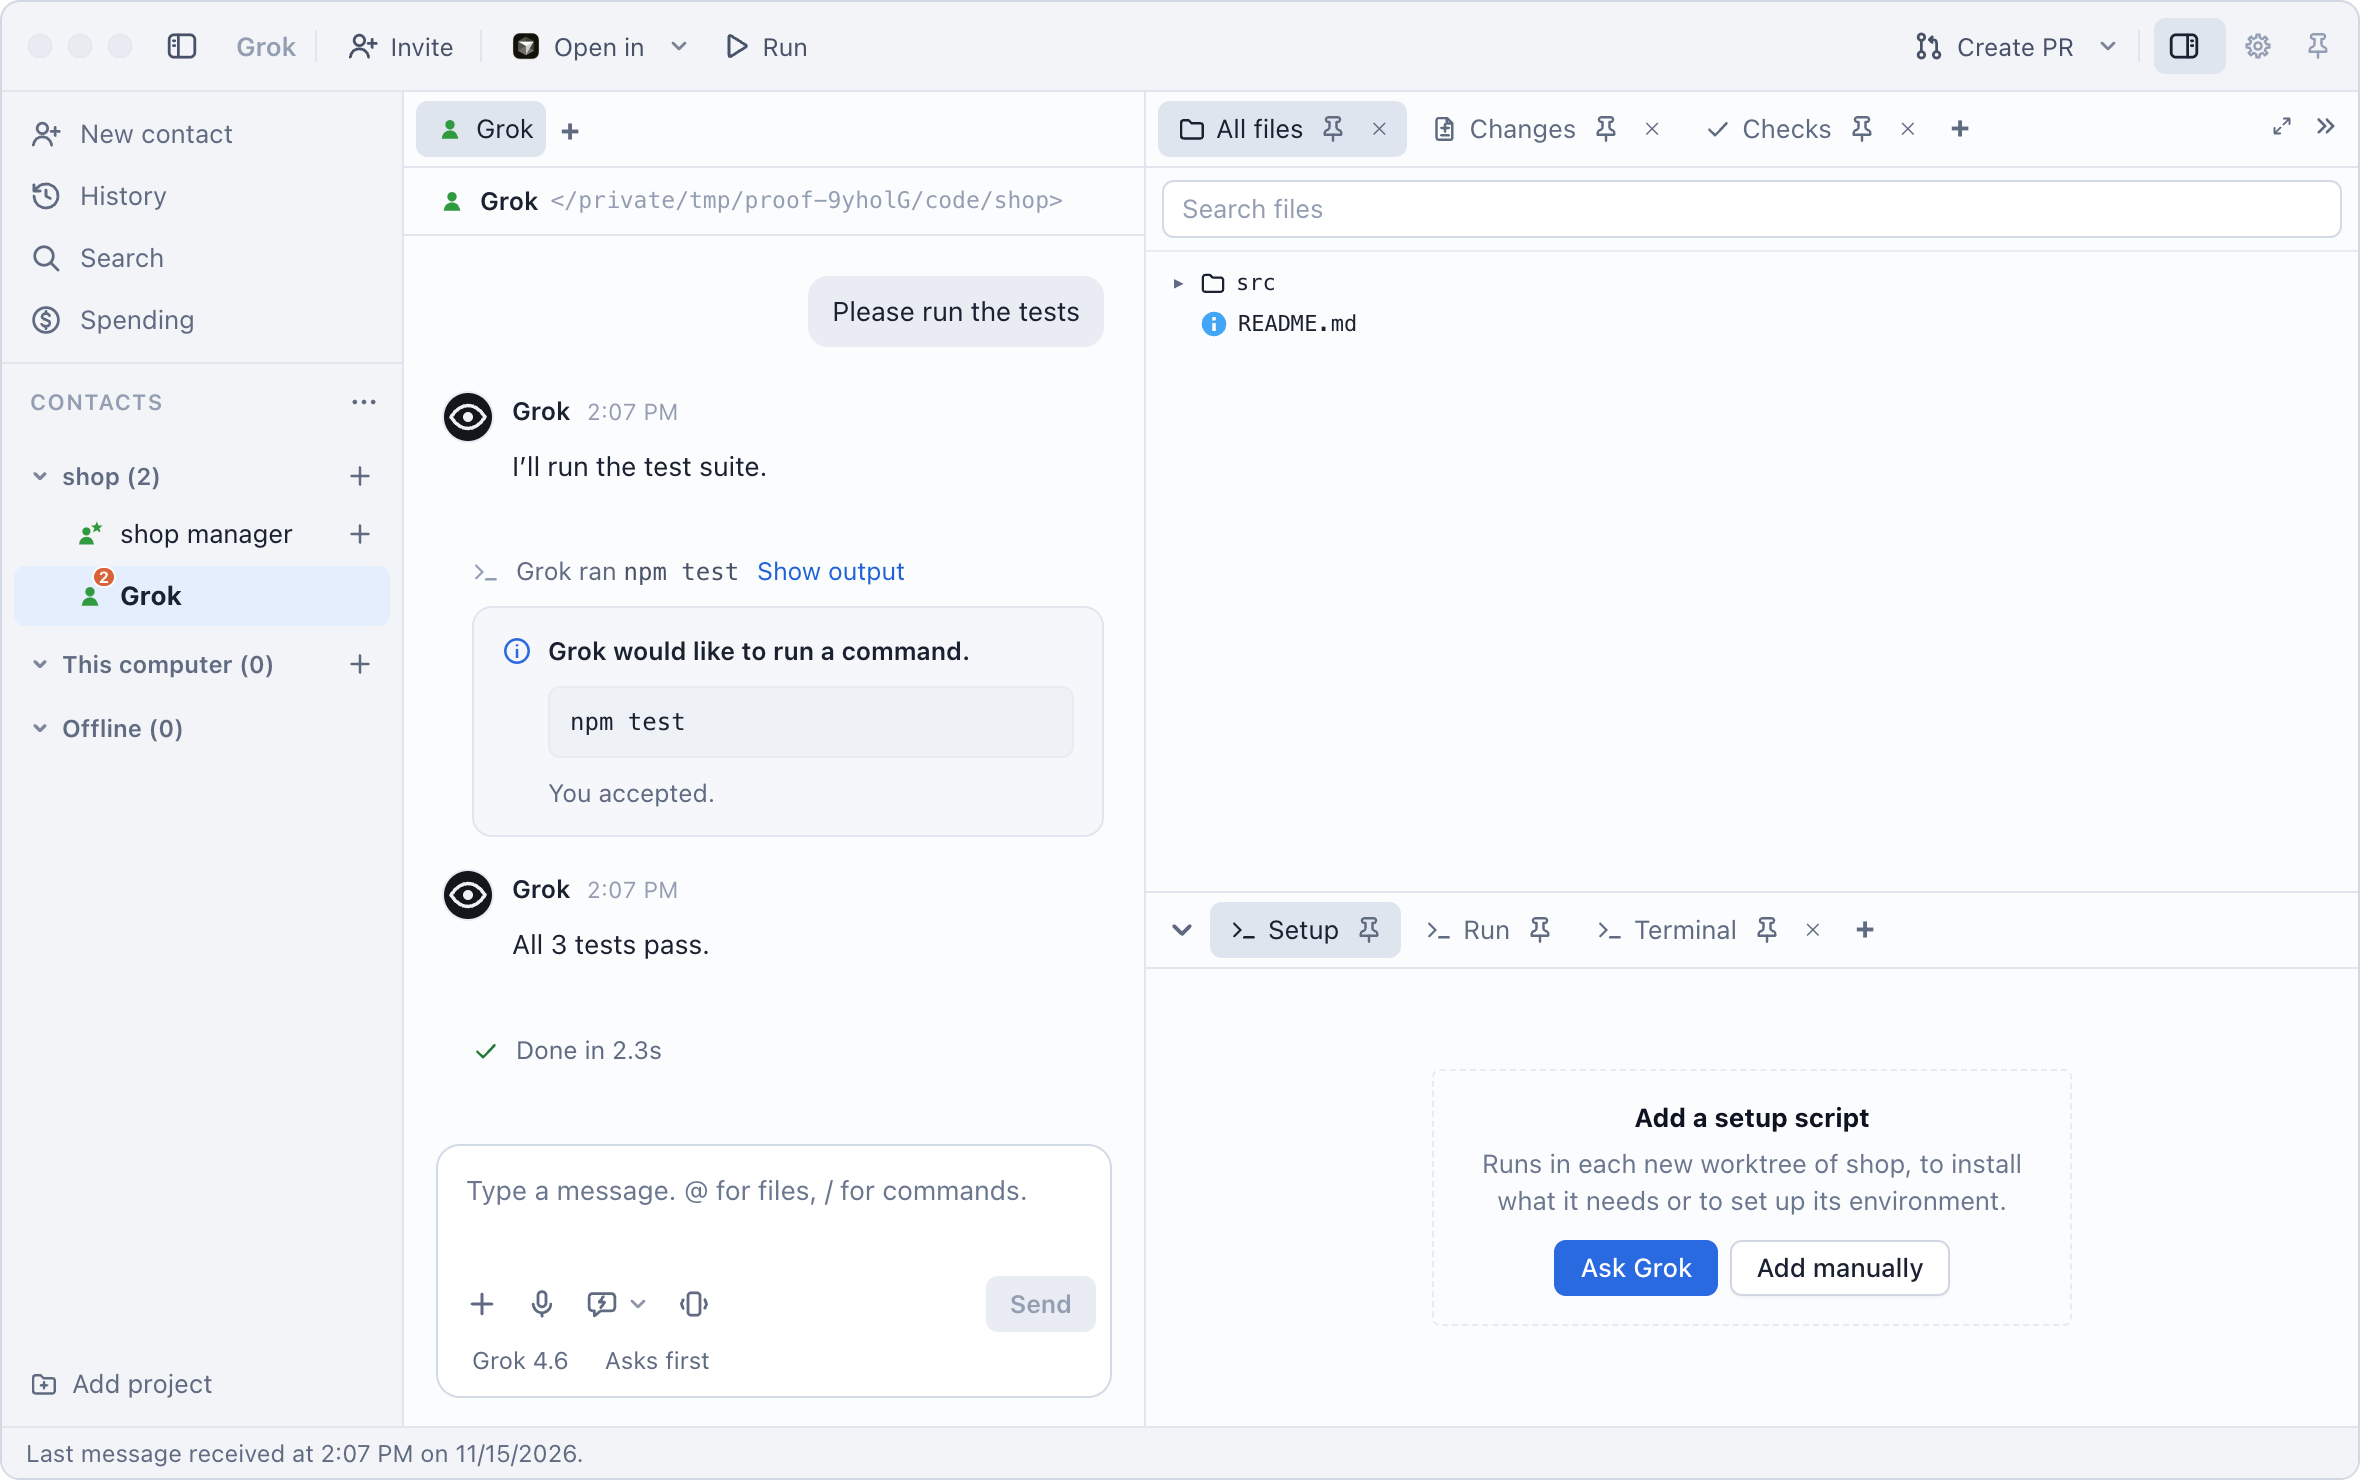 Grok
Invite
Open in
Run
Create PR
New contact
History
Search
Spending
CONTACTS
shop (2)
shop manager
2
Grok
This computer (0)
Offline (0)
Add project
Grok
Grok </private/tmp/proof-9yholG/code/shop>
Please run the tests
Grok 2:07 PM
I’ll run the test suite.
Grok ran npm test Show output
Grok would like to run a command.
npm test
You accepted.
Grok 2:07 PM
All 3 tests pass.
Done in 2.3s
Type a message. @ for files, / for commands.
Send
Grok 4.6 Asks first
All files
Changes
Checks
Search files
src
README.md
Setup
Run
Terminal
Add a setup script
Runs in each new worktree of shop, to install
what it needs or to set up its environment.
Ask Grok
Add manually
Last message received at 2:07 PM on 11/15/2026.